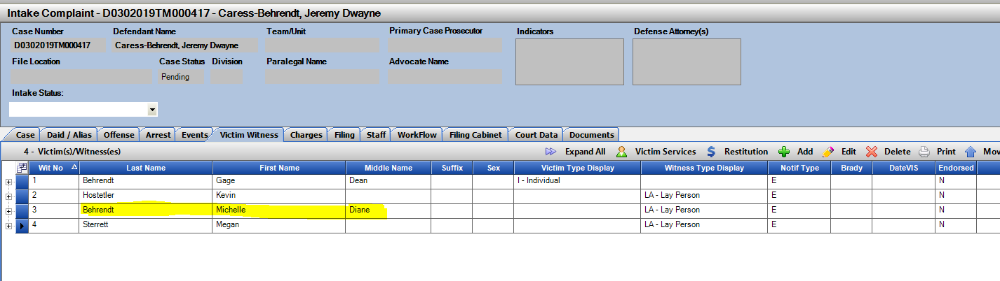 Intake Complaint - D0302019TM000417 - Caress-Behrendt, Jeremy Dwayne
Case Number Defendant Name Team/Unit Primary Case Prosecutor Indicators Defense Attorney(s)
D0302019TM000417 Caress-Behrendt, Jeremy Dwayne
File Location Case Status Division Paralegal Name Advocate Name
Pending
Intake Status:
Case Daid / Alias Offense Arrest Events Victim Witness Charges Filing Staff WorkFlow Filing Cabinet Court Data Documents
4 - Victim(s)/Witness(es) Expand All Victim Services Restitution Add Edit Delete Print Mov
Wit No Last Name First Name Middle Name Suffix Sex Victim Type Display Witness Type Display Notif Type Brady DateVIS Endorsed
1 Behrendt Gage Dean I - Individual E N
2 Hostetler Kevin LA - Lay Person E N
3 Behrendt Michelle Diane LA - Lay Person E N
4 Sterrett Megan LA - Lay Person E N